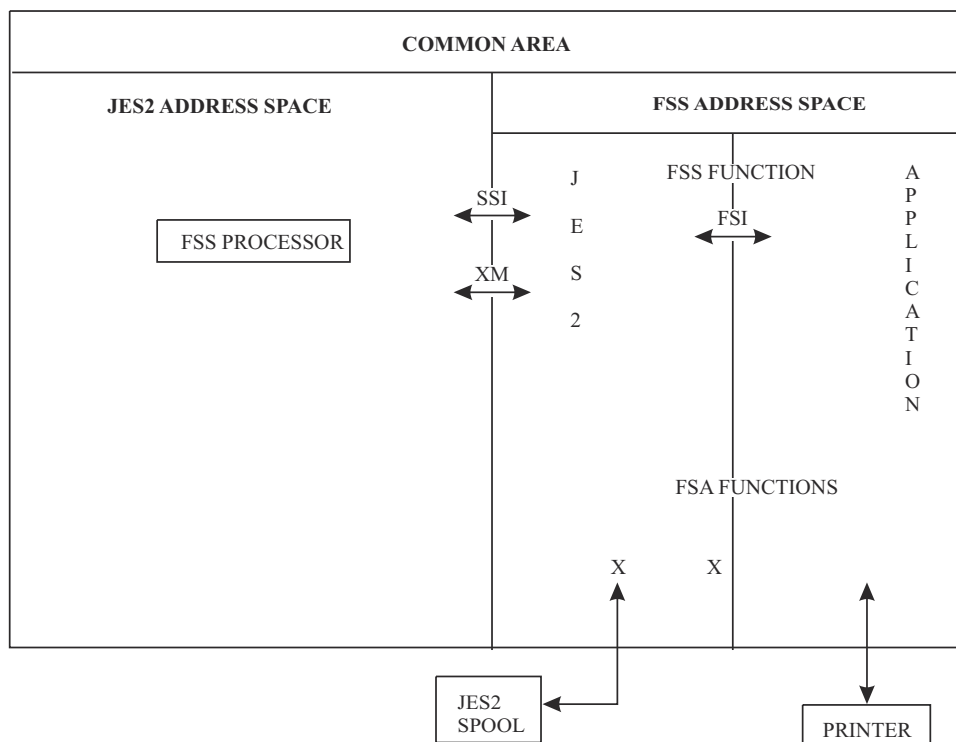 COMMON AREA
JES2 ADDRESS SPACE
FSS ADDRESS SPACE
FSS PROCESSOR
SSI
XM
J
E
S
2
FSS FUNCTION
FSI
A
P
P
L
I
C
A
T
I
O
N
FSA FUNCTIONS
X
X
JES2
SPOOL
PRINTER